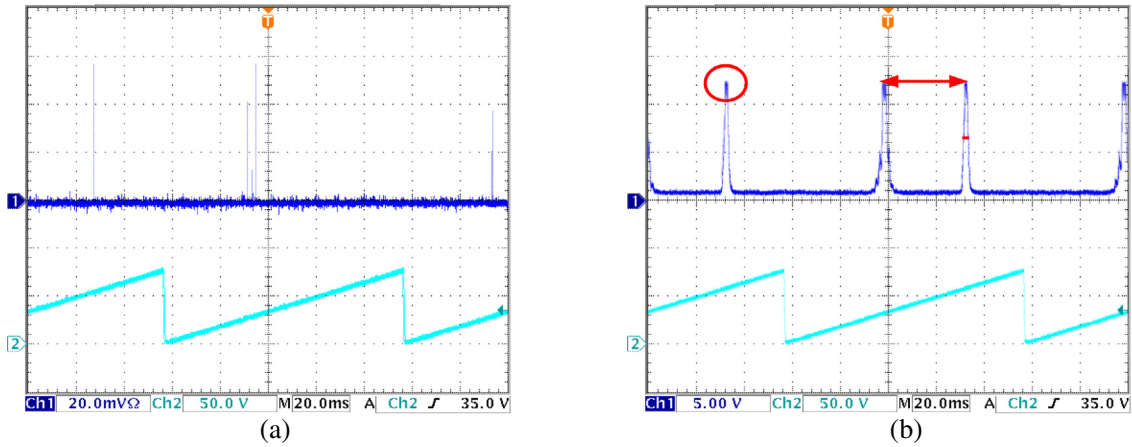 T
1
2
Ch1 20.0mVΩ Ch2 50.0 V M 20.0ms A Ch2 ʃ 35.0 V
(a)
T
1
2
Ch1 5.00 V Ch2 50.0 V M 20.0ms A Ch2 ʃ 35.0 V
(b)